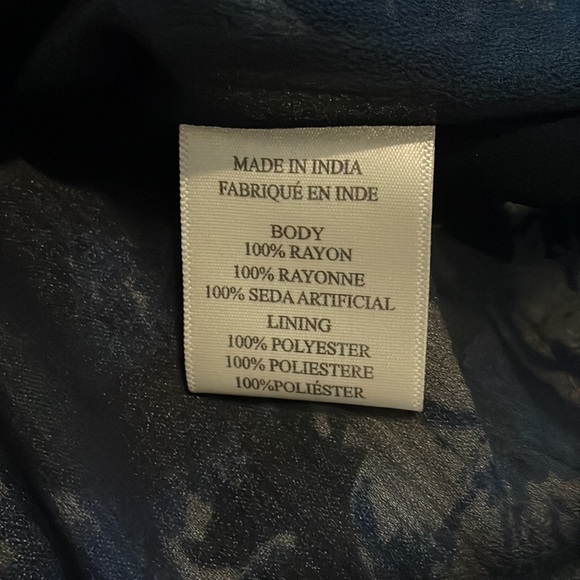 MADE IN INDIA
FABRIQUÉ EN INDE
BODY
100% RAYON
100% RAYONNE
100% SEDA ARTIFICIAL
LINING
100% POLYESTER
100% POLIESTERE
100%POLIÉSTER